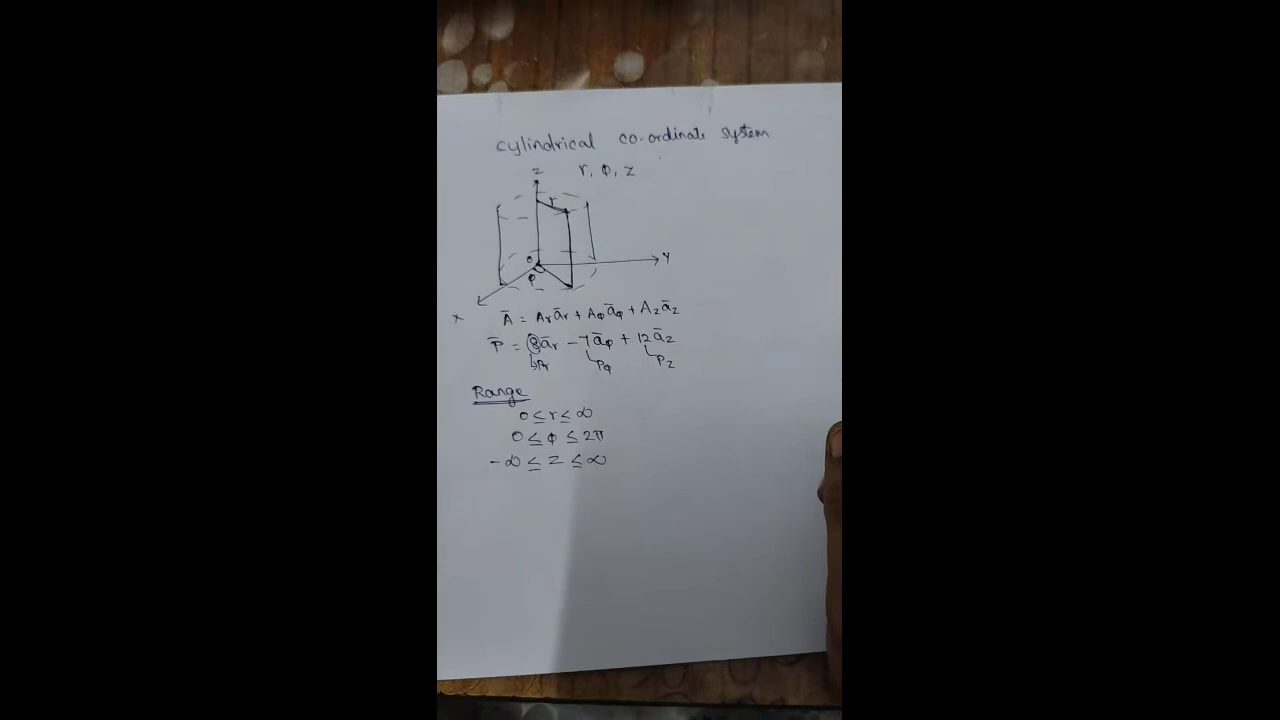 cylindrical co-ordinate system
r, φ, z
z
r
0
φ
Y
X
Ā = Ar ār + Aφ āφ + Az āz
P̄ = 8 ār − 7 āφ + 12 āz
Pr Pφ Pz
Range
0 ≤ r ≤ ∞
0 ≤ φ ≤ 2π
-∞ ≤ z ≤ ∞